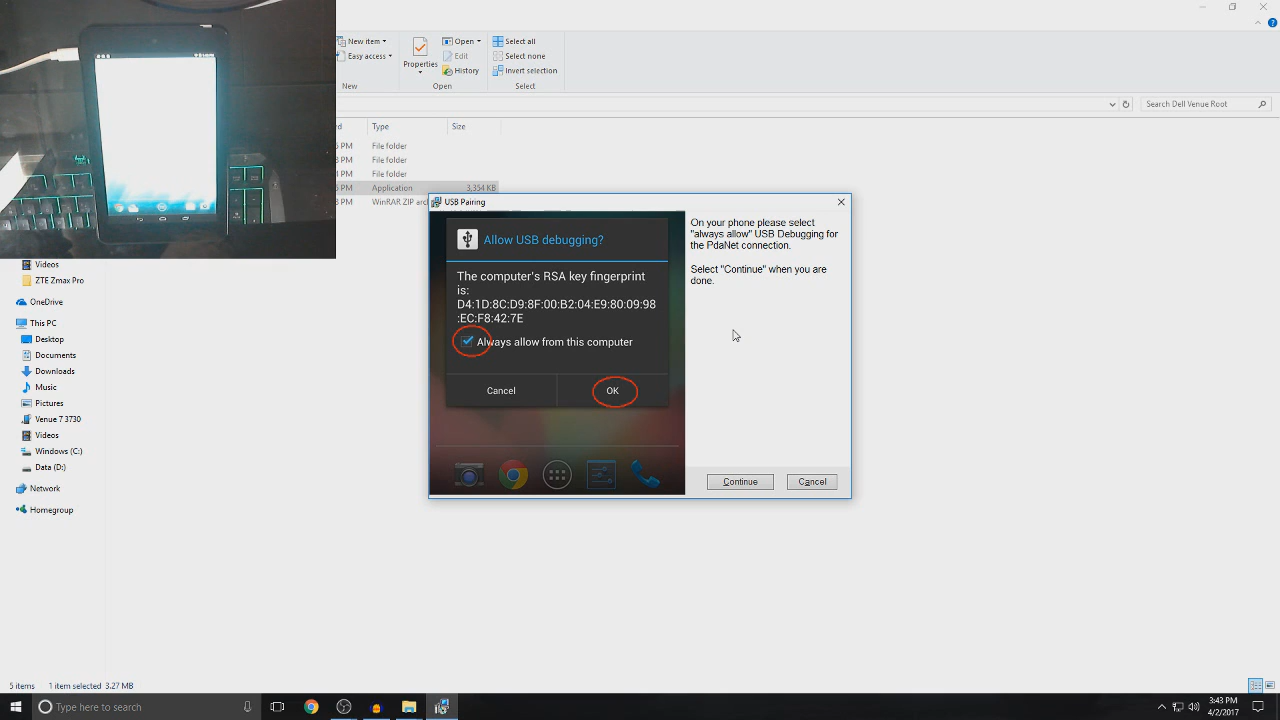 New item
Easy access
New
Properties
Open
Edit
History
Open
Select all
Select none
Invert selection
Select
Search Dell Venue Root
Type
Size
PM
File folder
PM
File folder
PM
File folder
PM
Application
3,354 KB
PM
WinRAR ZIP arc
Videos
ZTE Zmax Pro
OneDrive
This PC
Desktop
Documents
Downloads
Music
Pictures
Venue 7 3730
Videos
Windows (C:)
Data (D:)
Network
Homegroup
USB Pairing
Allow USB debugging?
The computer's RSA key fingerprint
is:
D4:1D:8C:D9:8F:00:B2:04:E9:80:09:98
:EC:F8:42:7E
Always allow from this computer
Cancel
OK
On your phone please select
"always allow" USB Debugging for
the PdaNet connection.
Select "Continue" when you are
done.
Continue
Cancel
5 items
1 item selected 3.27 MB
Type here to search
3:43 PM
4/2/2017